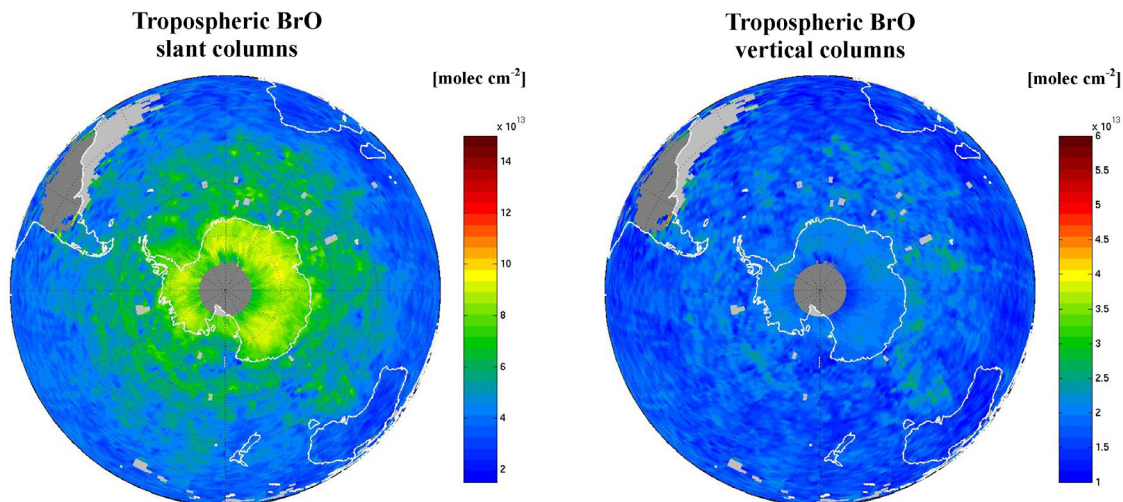 Tropospheric BrO
slant columns
[molec cm⁻²]
x 10¹³
14
12
10
8
6
4
2
Tropospheric BrO
vertical columns
[molec cm⁻²]
x 10¹³
6
5.5
5
4.5
4
3.5
3
2.5
2
1.5
1